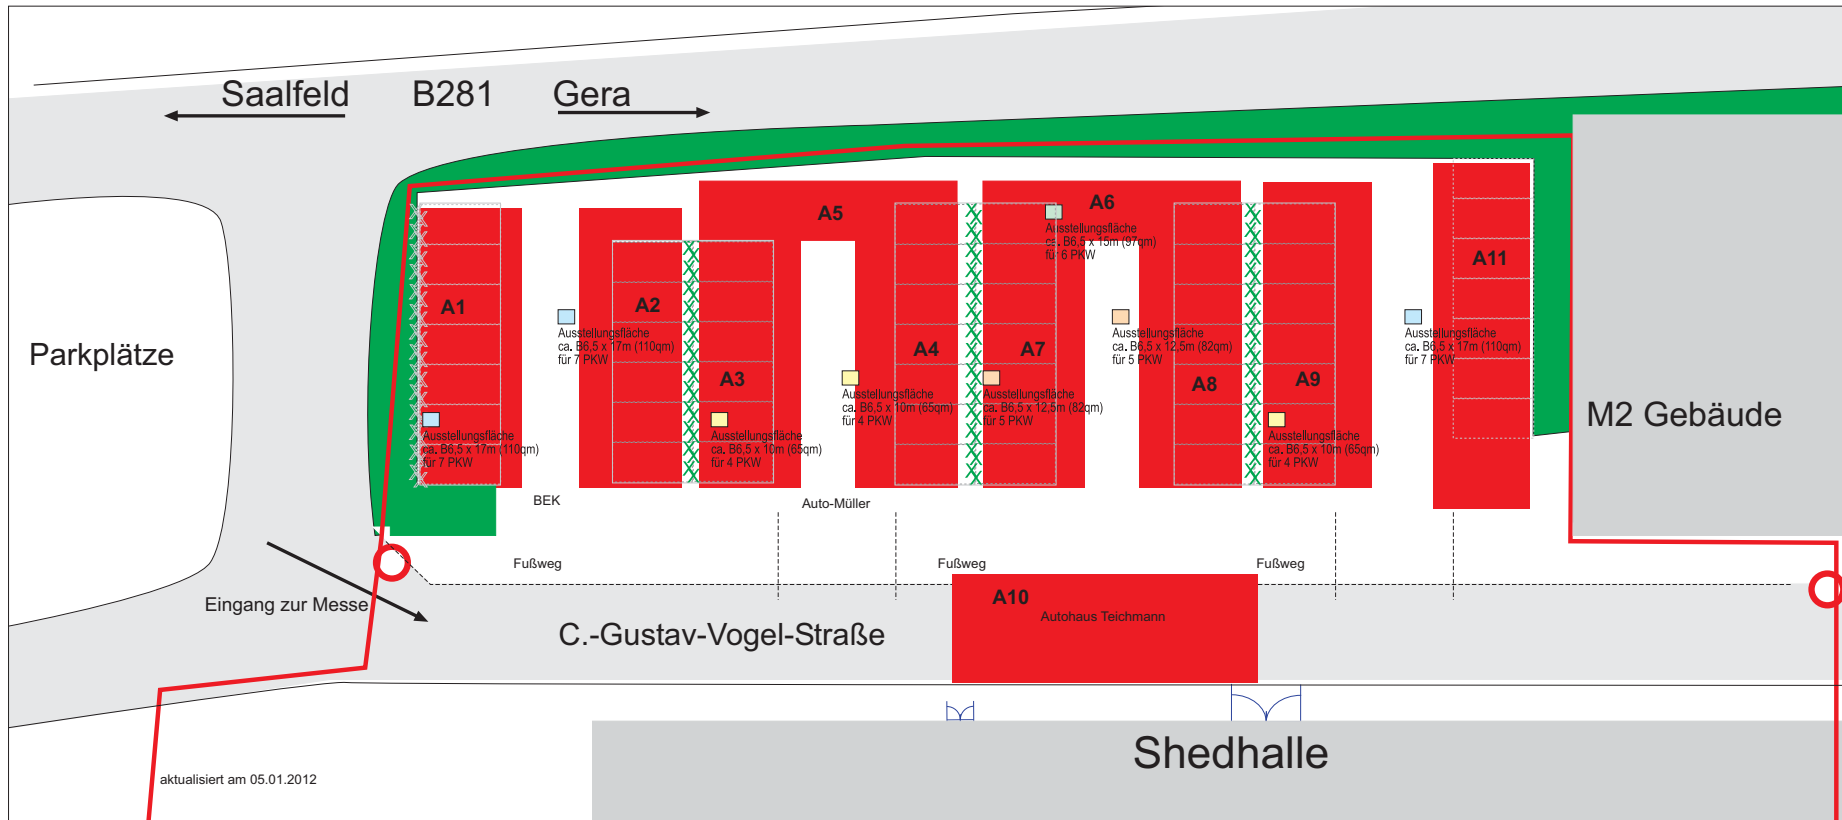 Saalfeld B281 Gera
A5
A6
Ausstellungsfläche
ca. B6,5 x 15m (97qm)
für 6 PKW
A11
A1
A2
Ausstellungsfläche
ca. B6,5 x 17m (110qm)
für 7 PKW
Ausstellungsfläche
ca. B6,5 x 12,5m (82qm)
für 5 PKW
Ausstellungsfläche
ca. B6,5 x 17m (110qm)
für 7 PKW
Parkplätze
A3
A4
A7
A8
A9
Ausstellungsfläche
ca. B6,5 x 10m (65qm)
für 4 PKW
Ausstellungsfläche
ca. B6,5 x 12,5m (82qm)
für 5 PKW
M2 Gebäude
Ausstellungsfläche
ca. B6,5 x 17m (110qm)
für 7 PKW
Ausstellungsfläche
ca. B6,5 x 10m (65qm)
für 4 PKW
Ausstellungsfläche
ca. B6,5 x 10m (65qm)
für 4 PKW
BEK
Auto-Müller
Fußweg
Fußweg
Fußweg
Eingang zur Messe
A10
Autohaus Teichmann
C.-Gustav-Vogel-Straße
Shedhalle
aktualisiert am 05.01.2012